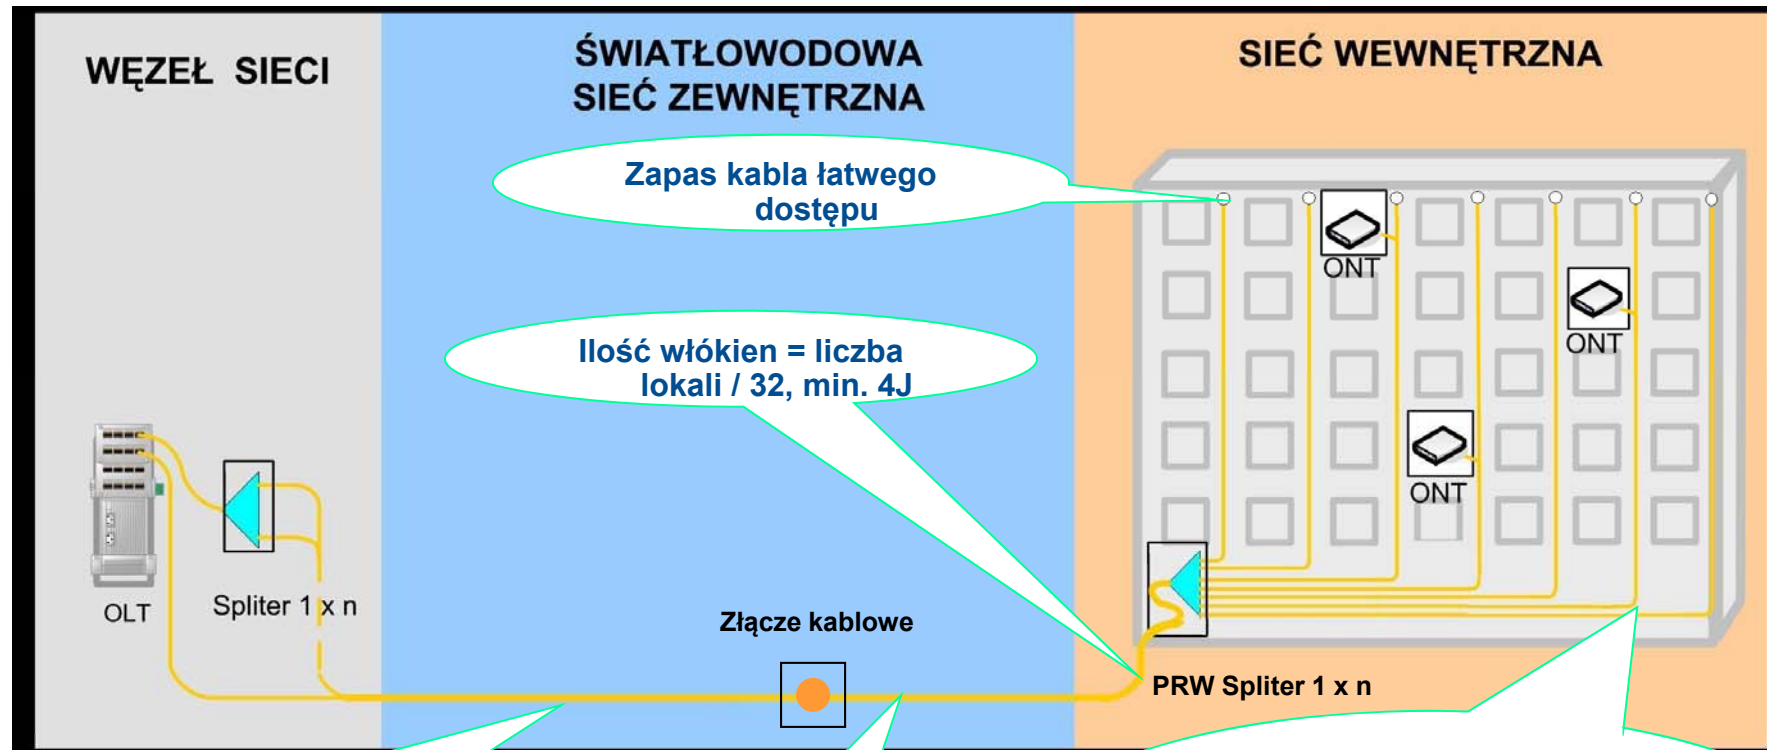 WĘZEŁ SIECI
ŚWIATŁOWODOWA
SIEĆ ZEWNĘTRZNA
SIEĆ WEWNĘTRZNA
Zapas kabla łatwego
dostępu
ONT
ONT
Ilość włókien = liczba
lokali / 32, min. 4J
ONT
OLT
Spliter 1 x n
Złącze kablowe
PRW Spliter 1 x n